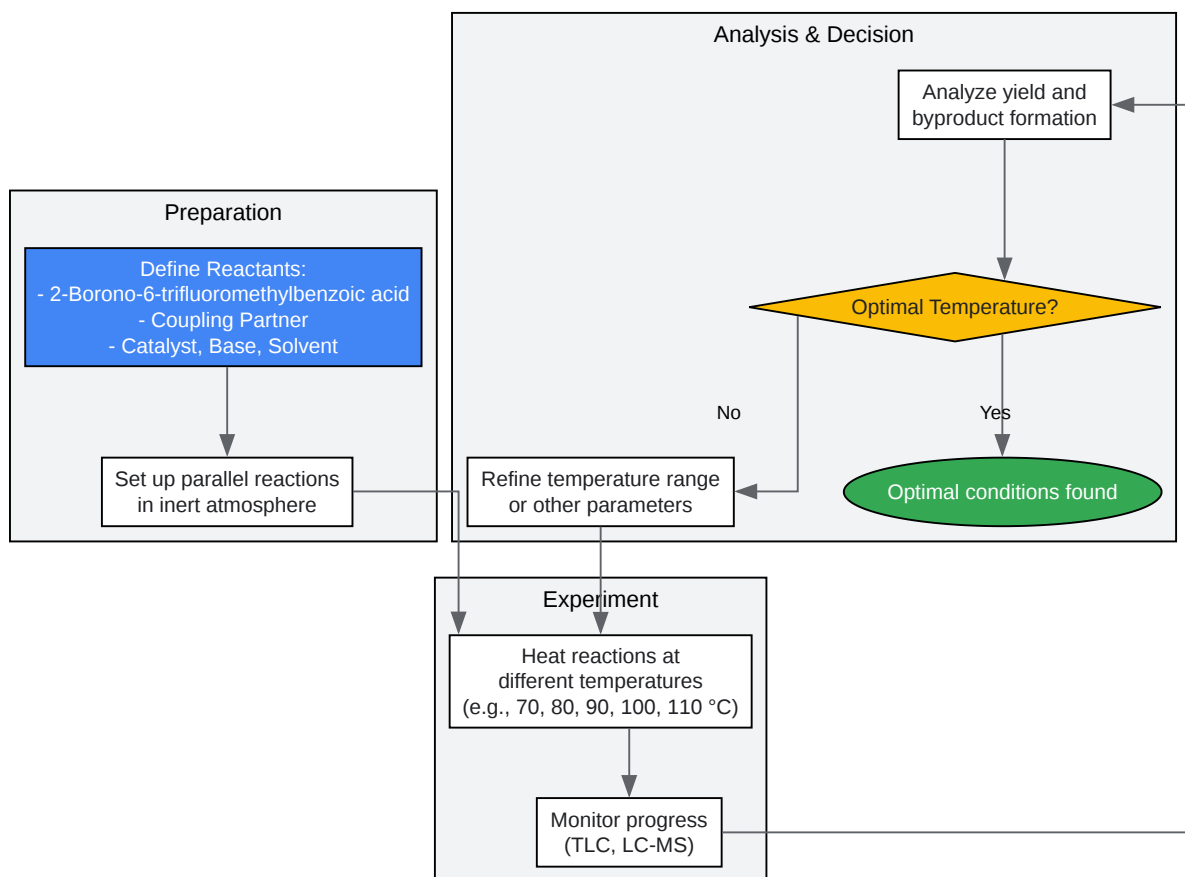 Analysis & Decision
Analyze yield and
byproduct formation
Preparation
Define Reactants:
- 2-Borono-6-trifluoromethylbenzoic acid
- Coupling Partner
- Catalyst, Base, Solvent
Optimal Temperature?
No
Yes
Set up parallel reactions
in inert atmosphere
Refine temperature range
or other parameters
Optimal conditions found
Experiment
Heat reactions at
different temperatures
(e.g., 70, 80, 90, 100, 110 °C)
Monitor progress
(TLC, LC-MS)